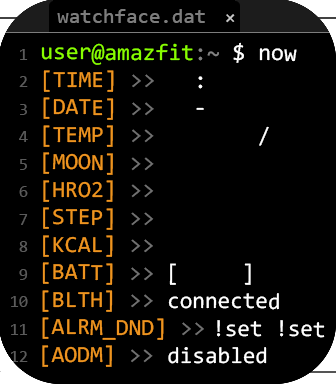 watchface.dat ×
1 user@amazfit:~ $ now
2 [TIME] >> :
3 [DATE] >> -
4 [TEMP] >> /
5 [MOON] >>
6 [HRO2] >>
7 [STEP] >>
8 [KCAL] >>
9 [BATT] >> [ ]
10 [BLTH] >> connected
11 [ALRM_DND] >> !set !set
12 [AODM] >> disabled